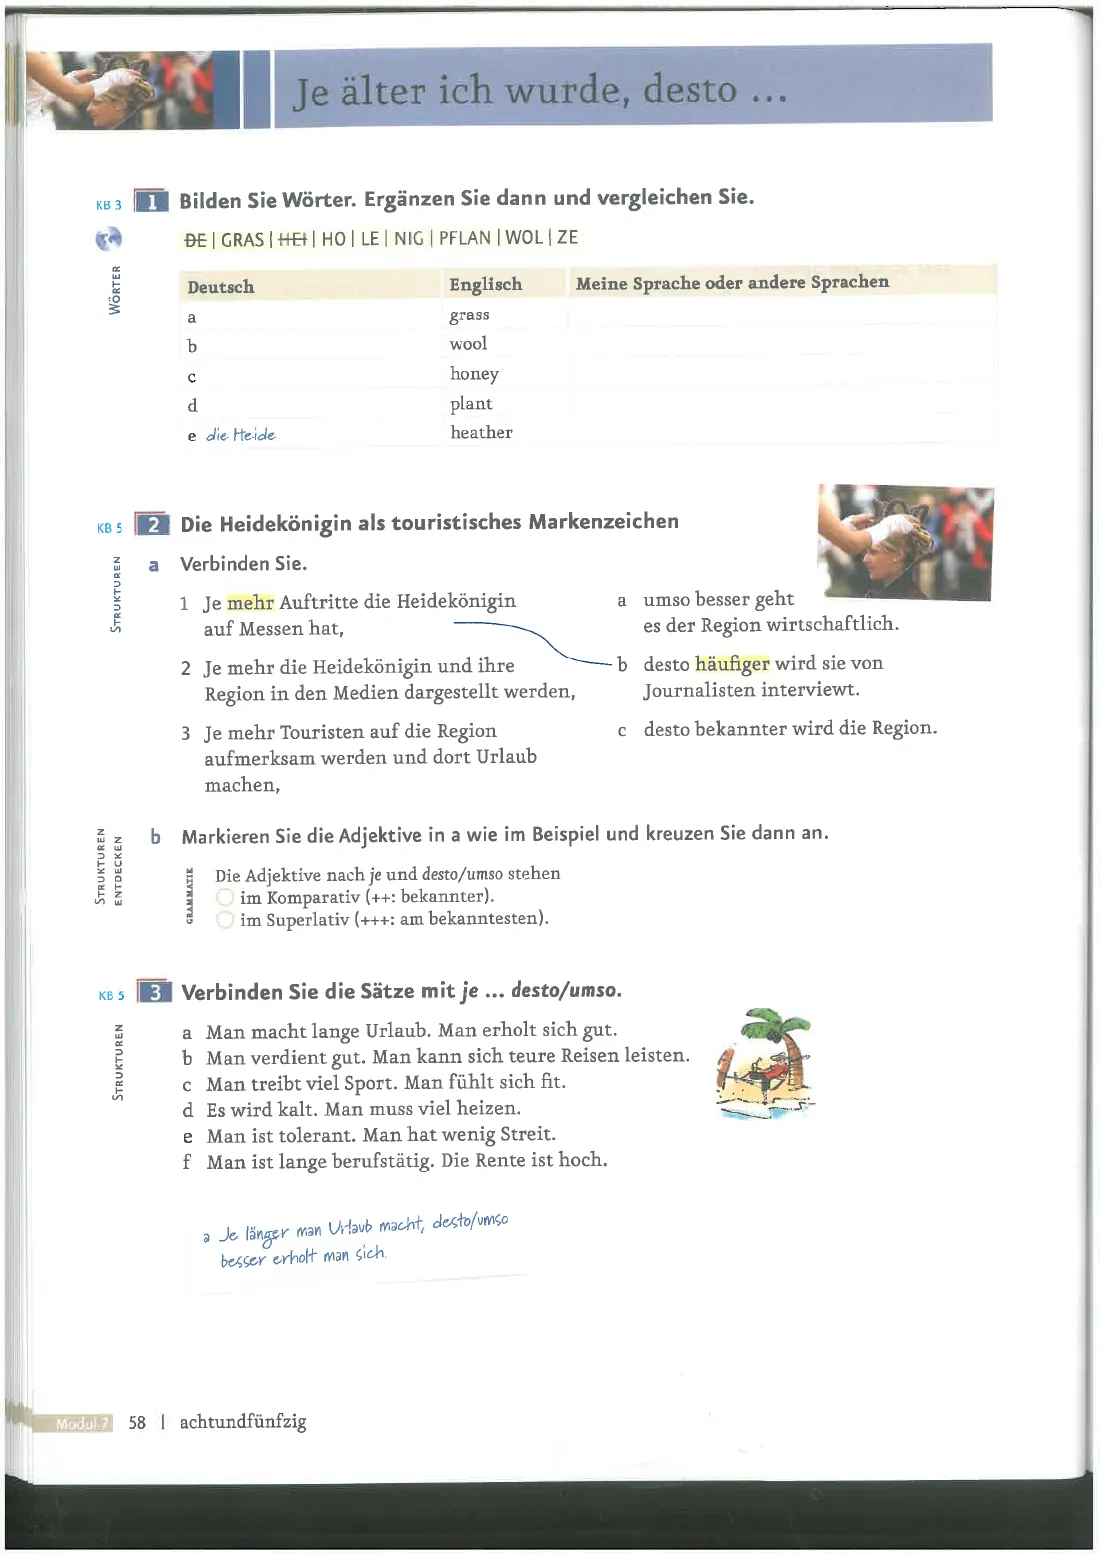 Je älter ich wurde, desto ...
KB 3 1 Bilden Sie Wörter. Ergänzen Sie dann und vergleichen Sie.
WÖRTER
DE | GRAS | HEI | HO | LE | NIG | PFLAN | WOL | ZE
Deutsch Englisch Meine Sprache oder andere Sprachen
a grass
b wool
c honey
d plant
e die Heide heather
KB 5 2 Die Heidekönigin als touristisches Markenzeichen
STRUKTUREN
a Verbinden Sie.
1 Je mehr Auftritte die Heidekönigin
auf Messen hat,
2 Je mehr die Heidekönigin und ihre
Region in den Medien dargestellt werden,
3 Je mehr Touristen auf die Region
aufmerksam werden und dort Urlaub
machen,
a umso besser geht
es der Region wirtschaftlich.
b desto häufiger wird sie von
Journalisten interviewt.
c desto bekannter wird die Region.
STRUKTUREN
ENTDECKEN
b Markieren Sie die Adjektive in a wie im Beispiel und kreuzen Sie dann an.
GRAMMATIK
Die Adjektive nach je und desto/umso stehen
im Komparativ (++: bekannter).
im Superlativ (+++: am bekanntesten).
KB 5 3 Verbinden Sie die Sätze mit je ... desto/umso.
STRUKTUREN
a Man macht lange Urlaub. Man erholt sich gut.
b Man verdient gut. Man kann sich teure Reisen leisten.
c Man treibt viel Sport. Man fühlt sich fit.
d Es wird kalt. Man muss viel heizen.
e Man ist tolerant. Man hat wenig Streit.
f Man ist lange berufstätig. Die Rente ist hoch.
a Je länger man Urlaub macht, desto/umso
besser erholt man sich.
Modul 7 58 | achtundfünfzig